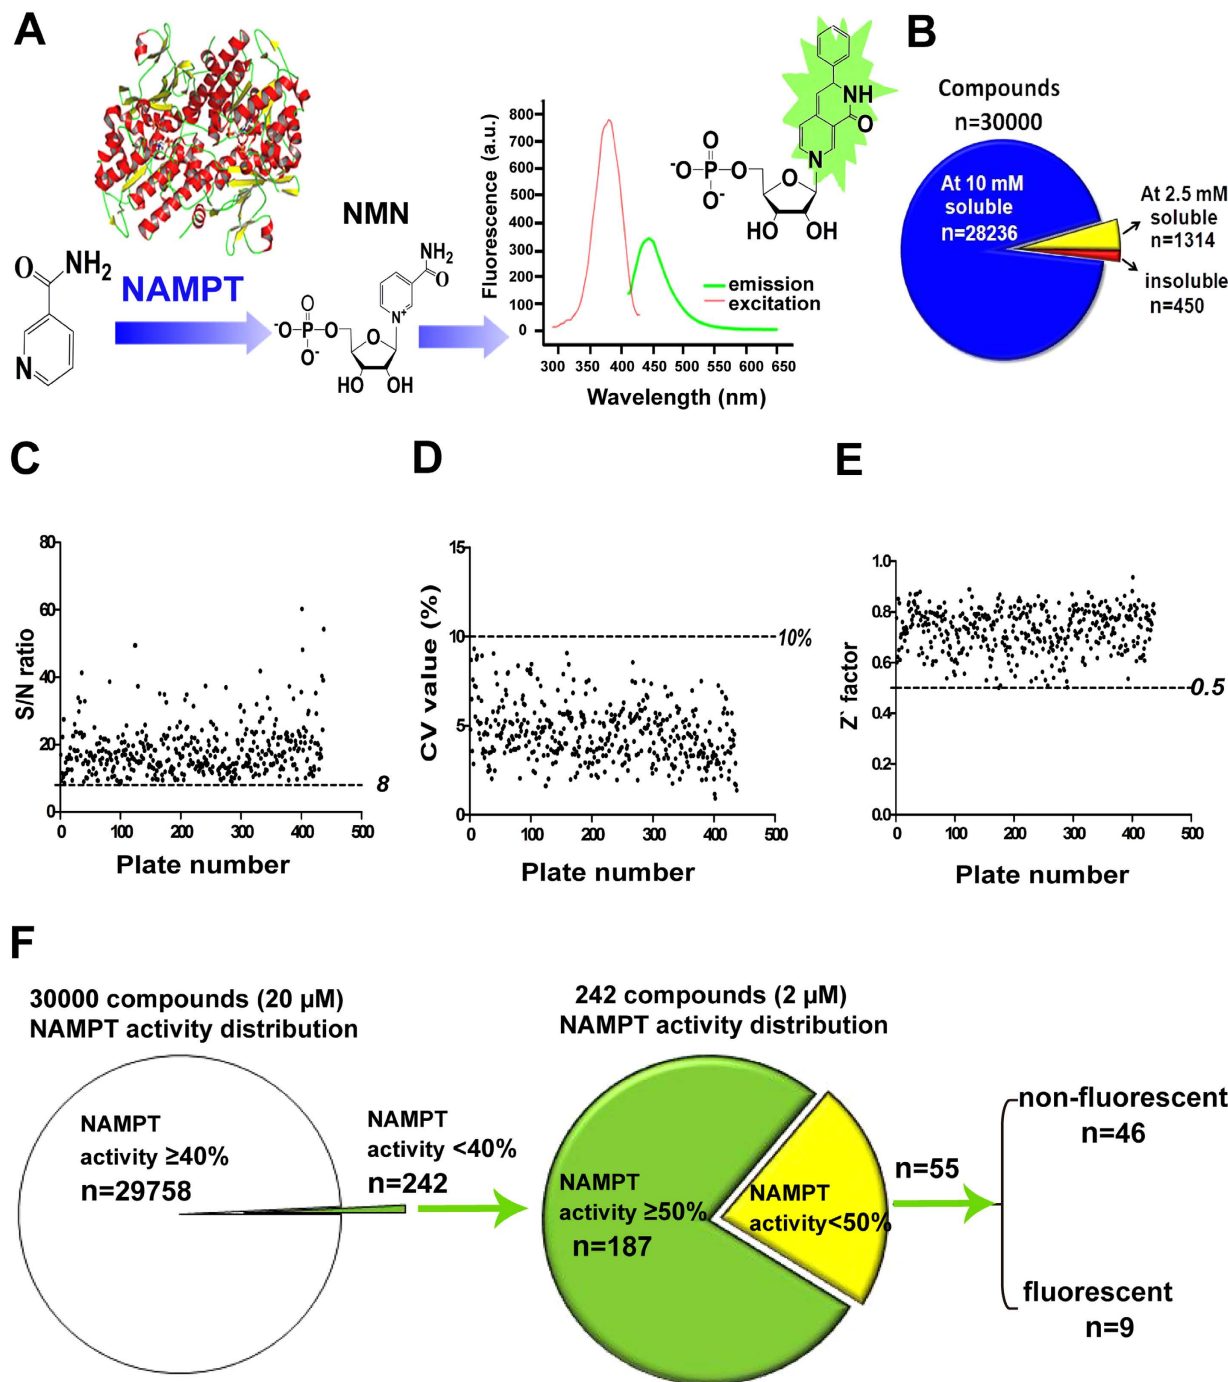 A
NAMPT
O
NH₂
N
NMN
O
⁻O-P-O
O⁻
O
NH₂
N⁺
O
HO
OH
Fluorescence (a.u.)
800
700
600
500
400
300
200
100
0
300
350
400
450
500
550
600
650
Wavelength (nm)
emission
excitation
NH
O
N
O
⁻O-P-O
O⁻
O
HO
OH
B
Compounds
n=30000
At 10 mM
soluble
n=28236
At 2.5 mM
soluble
n=1314
insoluble
n=450
C
S/N ratio
80
60
40
20
0
8
0
100
200
300
400
500
Plate number
D
CV value (%)
15
10
5
0
10%
0
100
200
300
400
500
Plate number
E
Z` factor
1.0
0.8
0.6
0.4
0.2
0.0
0.5
0
100
200
300
400
500
Plate number
F
30000 compounds (20 µM)
NAMPT activity distribution
NAMPT
activity ≥40%
n=29758
NAMPT
activity <40%
n=242
242 compounds (2 µM)
NAMPT activity distribution
NAMPT
activity ≥50%
n=187
NAMPT
activity<50%
n=55
non-fluorescent
n=46
fluorescent
n=9